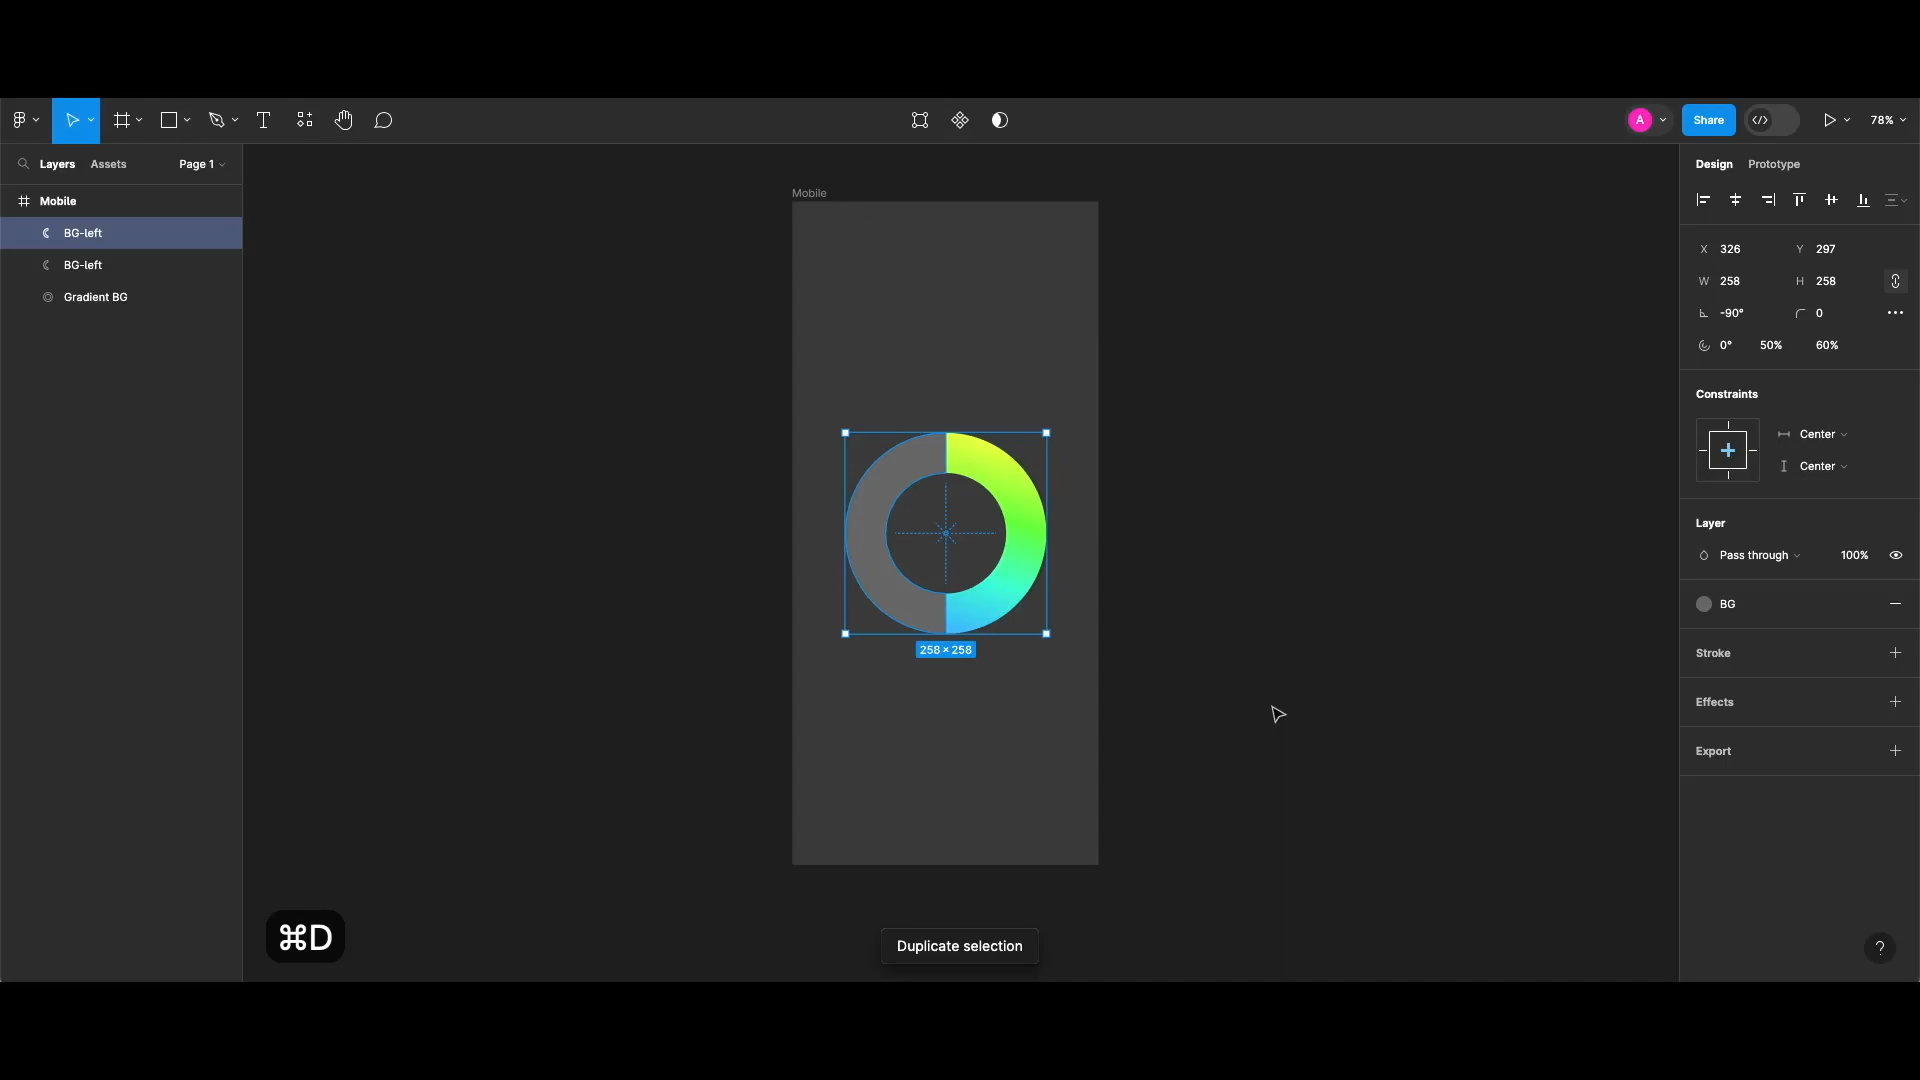 A
Share
78%
Layers
Assets
Page 1
Design
Prototype
Mobile
BG-left
BG-left
Gradient BG
Mobile
258 × 258
X 326
Y 297
W 258
H 258
-90°
0
0°
50%
60%
Constraints
Center
Center
Layer
Pass through
100%
BG
Stroke
Effects
Export
⌘D
Duplicate selection
?